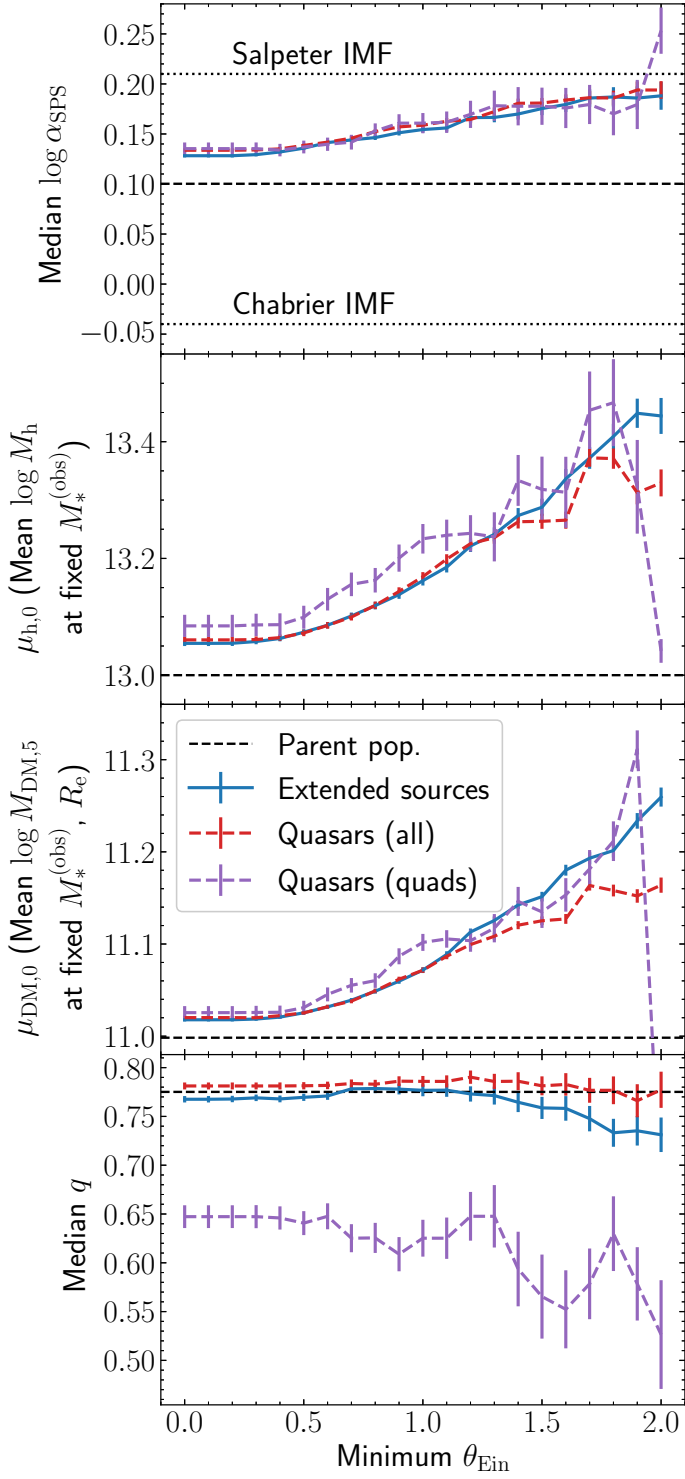 0.25
0.20
0.15
0.10
0.05
0.00
−0.05
Median log α_SPS
Salpeter IMF
Chabrier IMF
13.4
13.2
13.0
μ_h,0 (Mean log M_h
at fixed M_*^(obs))
11.3
11.2
11.1
11.0
μ_DM,0 (Mean log M_DM,5
at fixed M_*^(obs), R_e)
Parent pop.
Extended sources
Quasars (all)
Quasars (quads)
0.80
0.75
0.70
0.65
0.60
0.55
0.50
Median q
0.0 0.5 1.0 1.5 2.0
Minimum θ_Ein